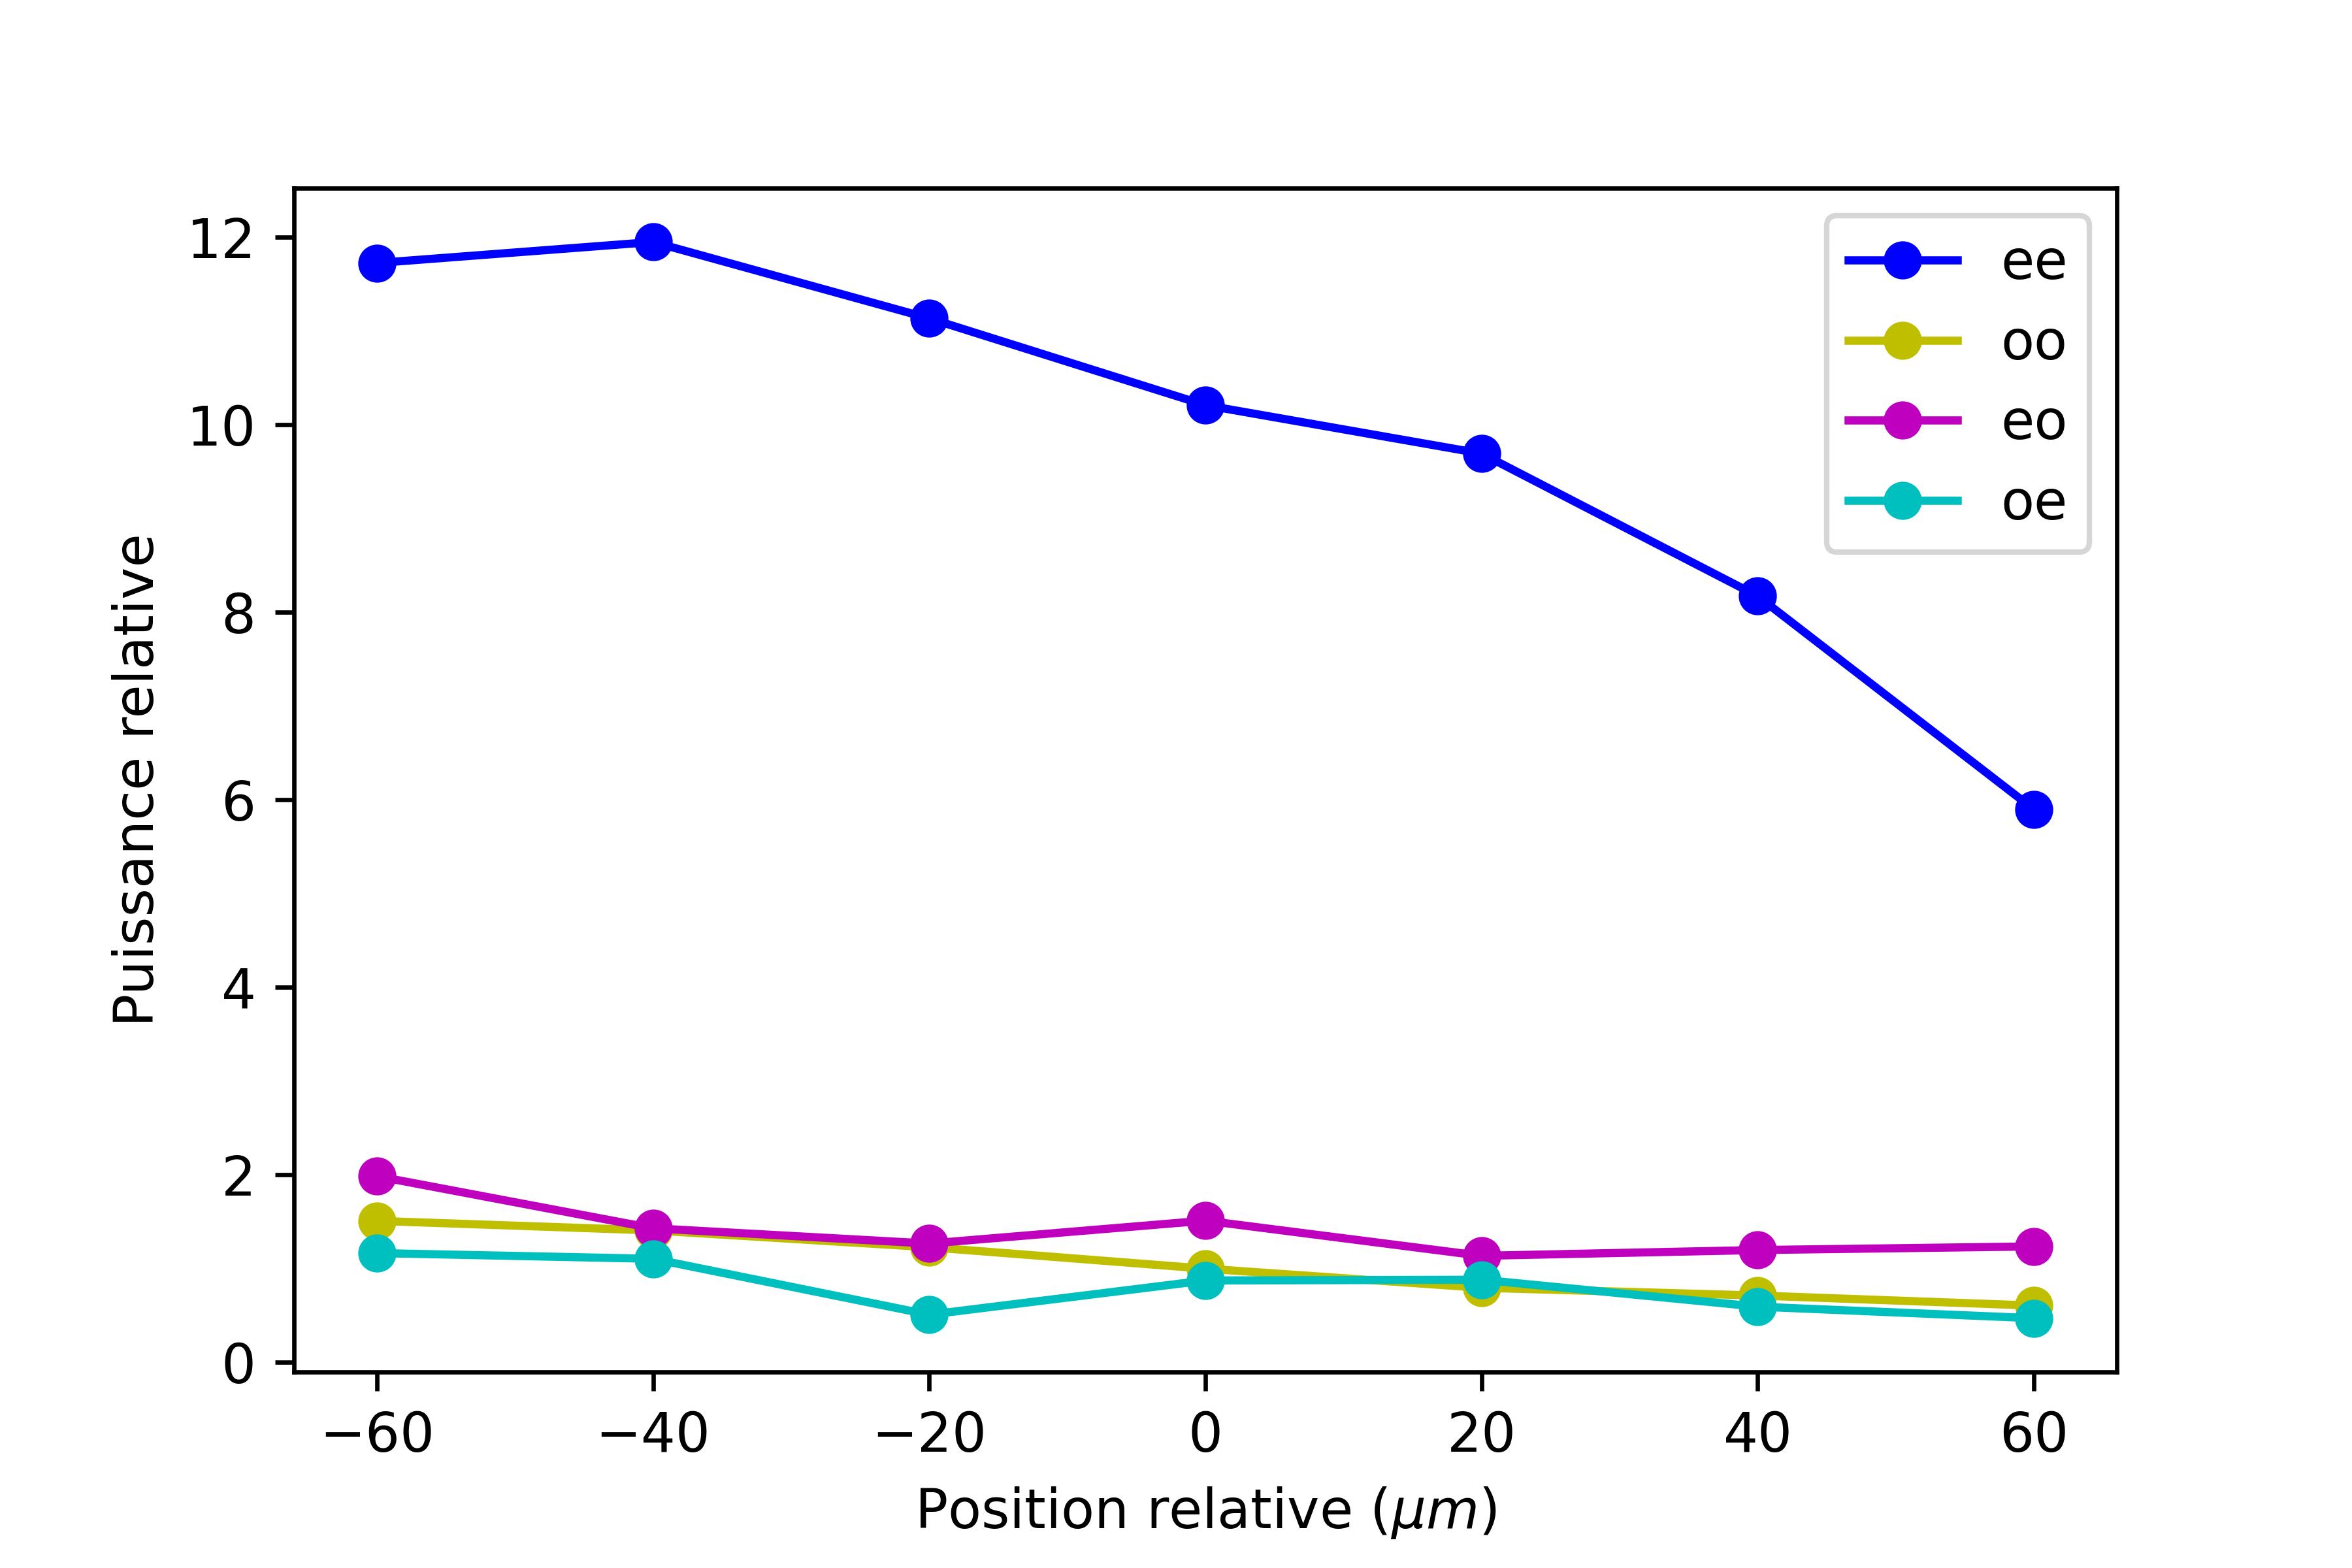 12
10
8
6
4
2
0
Puissance relative
−60 −40 −20 0 20 40 60
Position relative (μm)
ee
oo
eo
oe